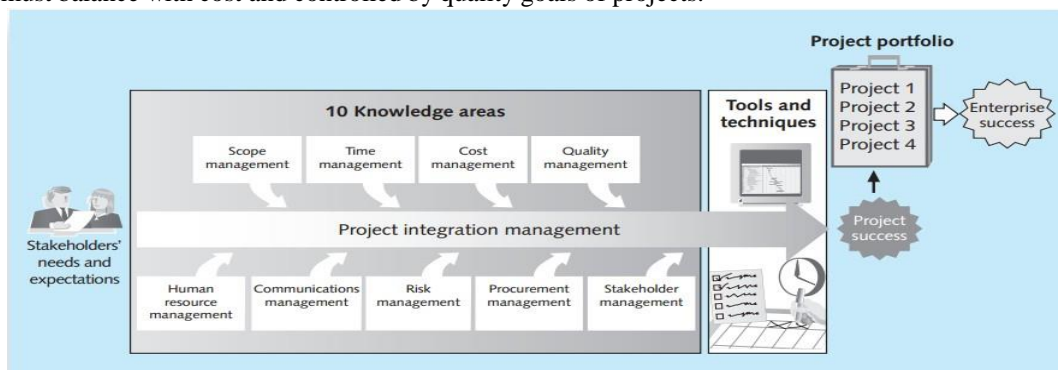 must balance with cost and controlled by quality goals of projects.
Project portfolio
Project 1
Project 2
Project 3
Project 4
Enterprise
success
10 Knowledge areas
Tools and
techniques
Scope
management
Time
management
Cost
management
Quality
management
Stakeholders'
needs and
expectations
Project integration management
Project
success
Human
resource
management
Communications
management
Risk
management
Procurement
management
Stakeholder
management